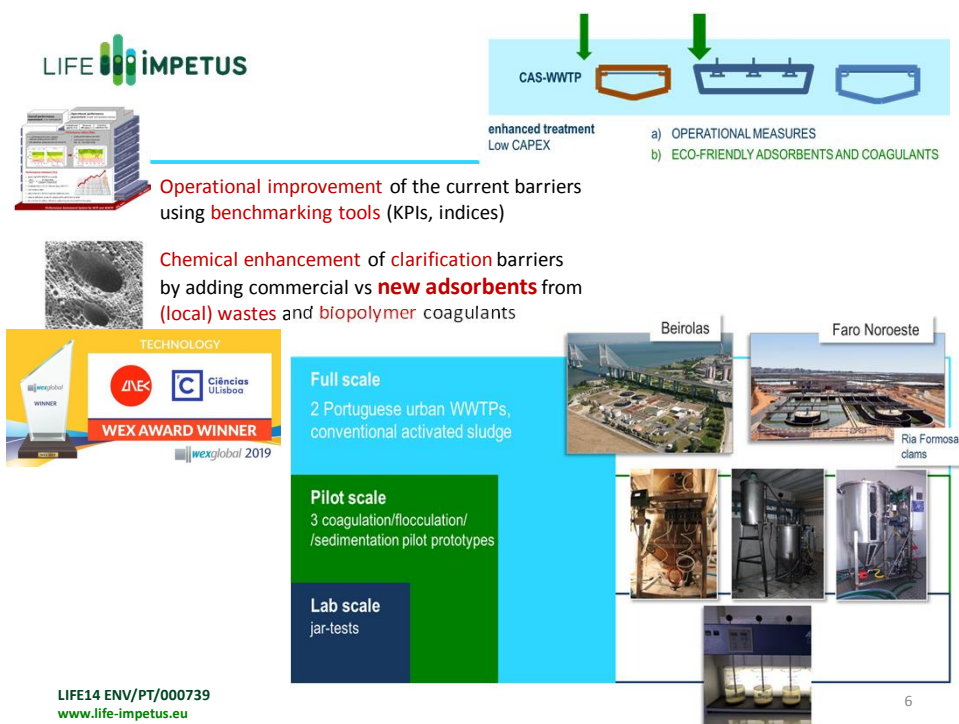 LIFE iMPETUS
CAS-WWTP
enhanced treatment
Low CAPEX
a) OPERATIONAL MEASURES
b) ECO-FRIENDLY ADSORBENTS AND COAGULANTS
Operational improvement of the current barriers
using benchmarking tools (KPIs, indices)
Chemical enhancement of clarification barriers
by adding commercial vs new adsorbents from
(local) wastes and biopolymer coagulants
TECHNOLOGY
wexglobal
WINNER
LNEC
Ciências
ULisboa
WEX AWARD WINNER
wexglobal 2019
Full scale
2 Portuguese urban WWTPs,
conventional activated sludge
Beirolas
Faro Noroeste
Ria Formosa
clams
Pilot scale
3 coagulation/flocculation/
/sedimentation pilot prototypes
Lab scale
jar-tests
LIFE14 ENV/PT/000739
www.life-impetus.eu
6